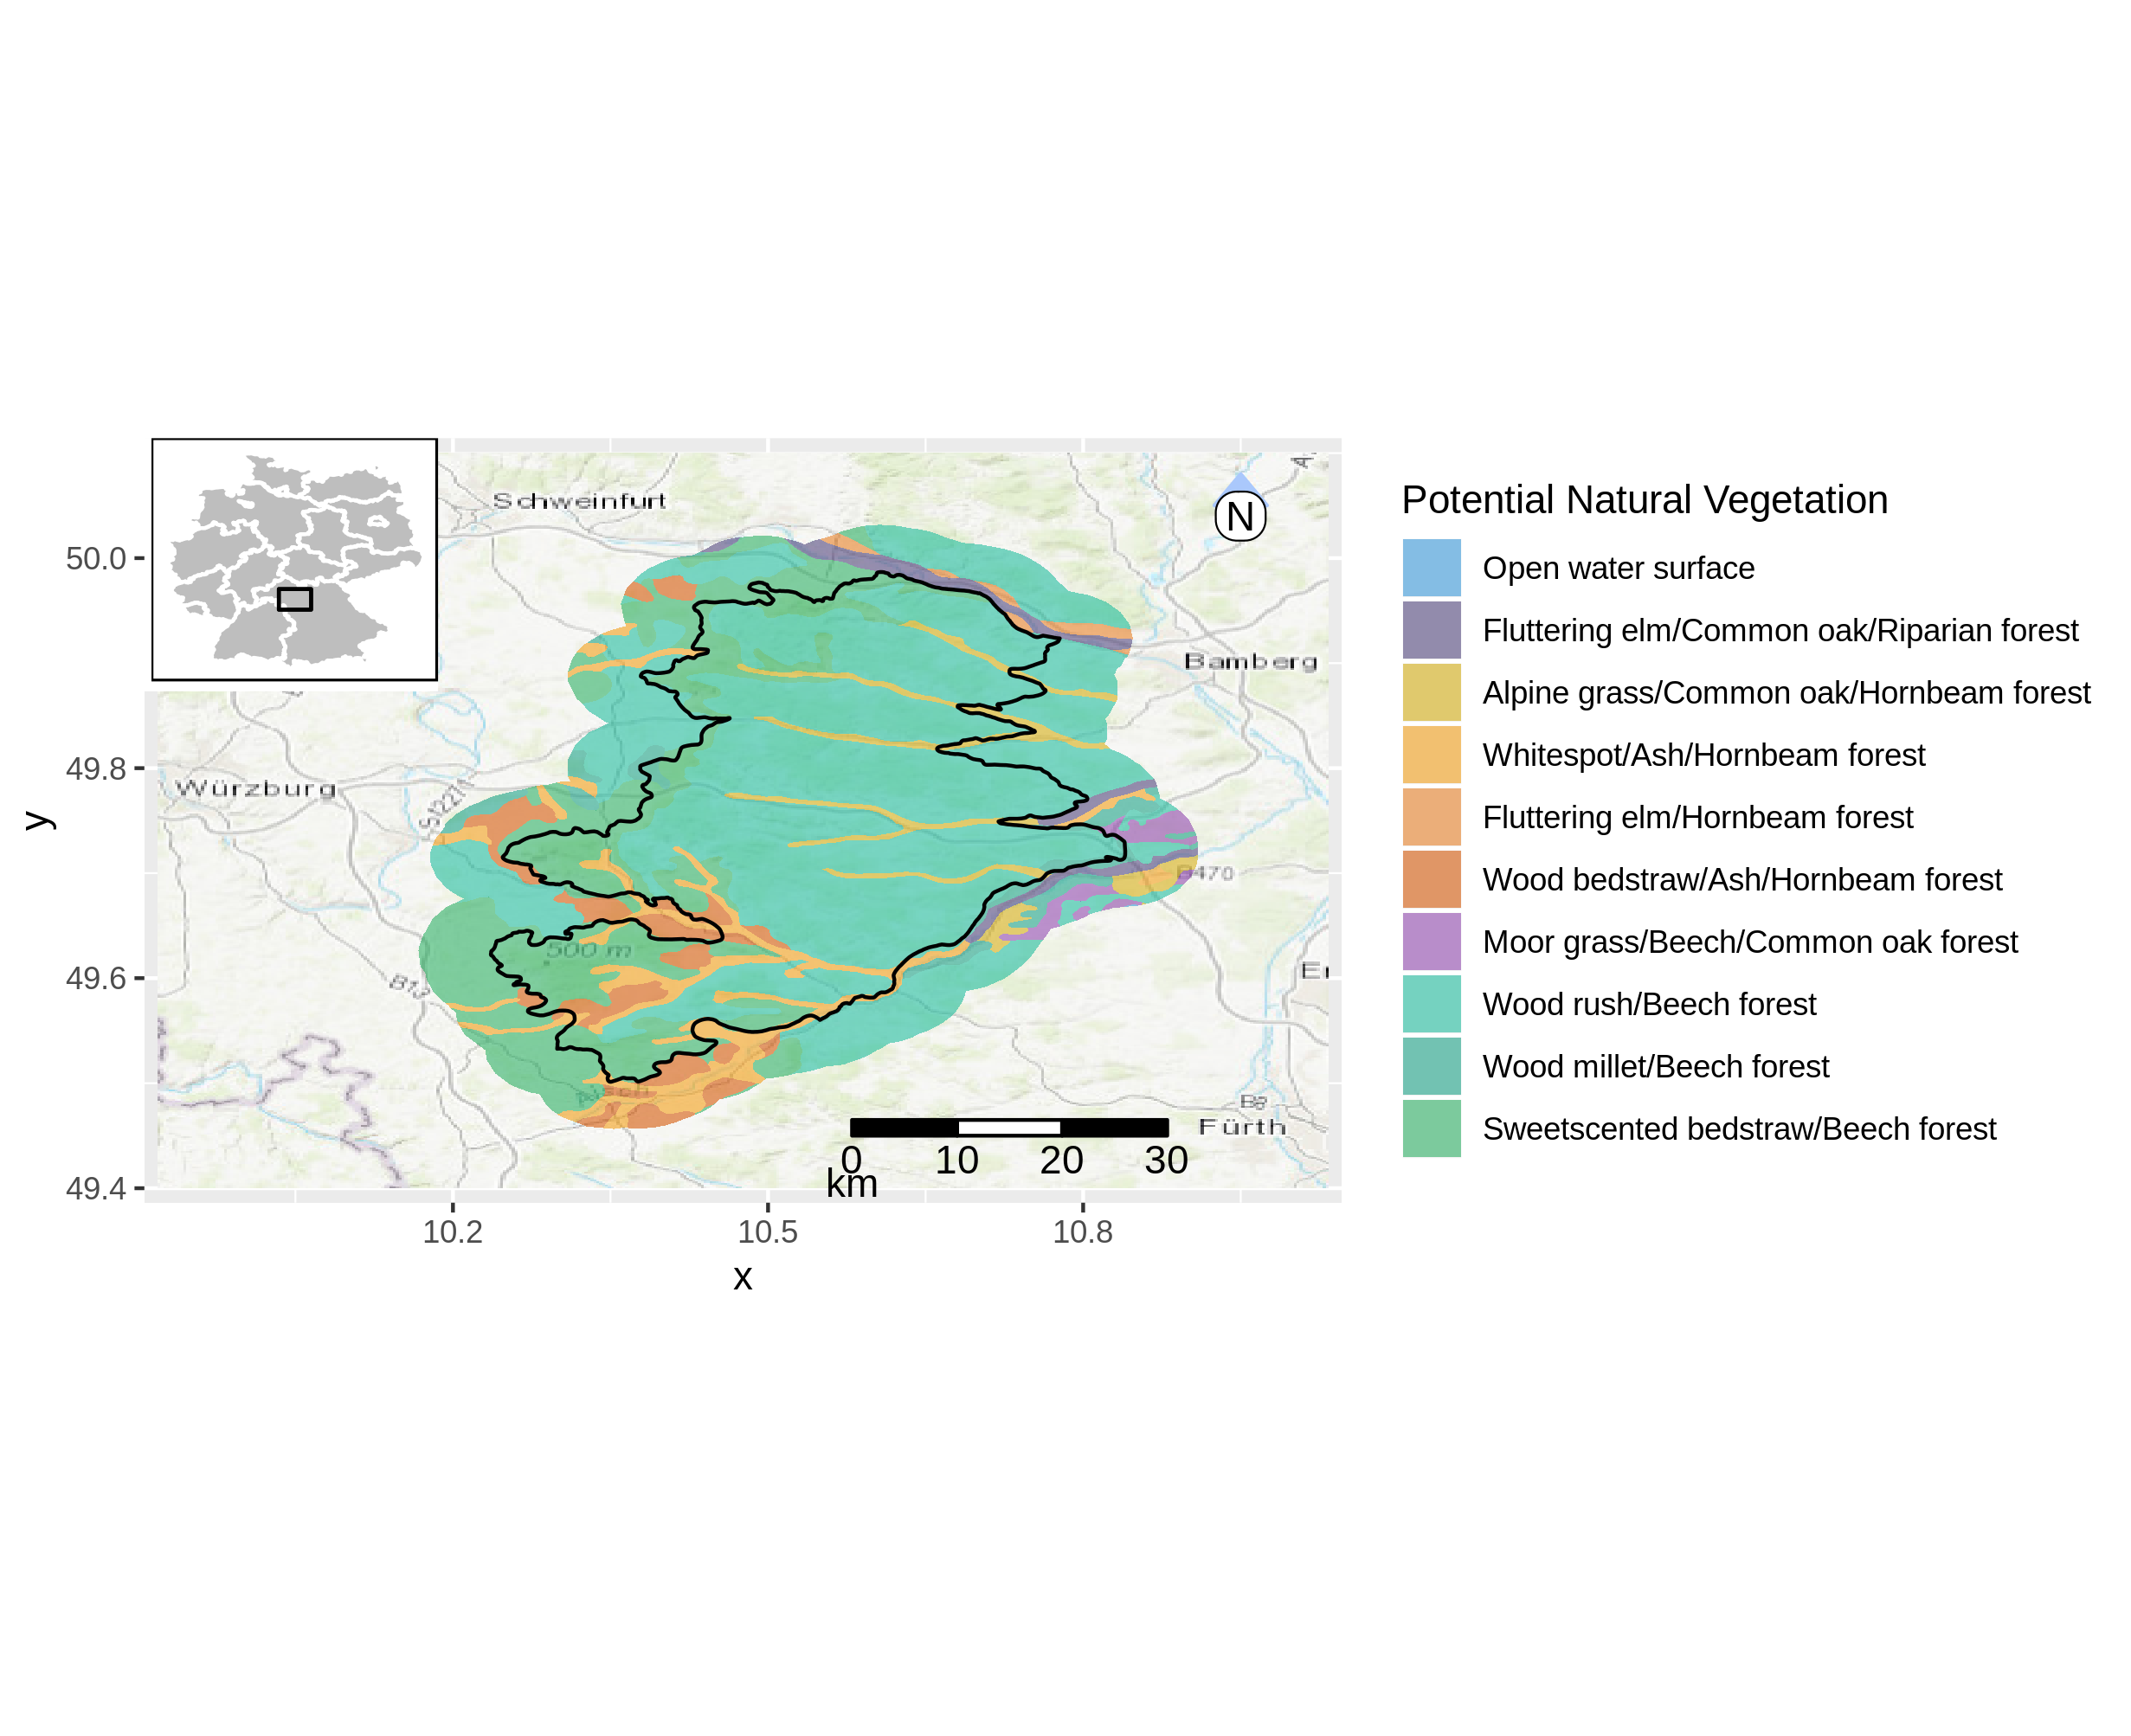 Schweinfurt
N
50.0
Bamberg
49.8
Würzburg
B470
y
500 m
49.6
B13
B8
Fürth
0 10 20 30
km
49.4
10.2 10.5 10.8
x
Potential Natural Vegetation
Open water surface
Fluttering elm/Common oak/Riparian forest
Alpine grass/Common oak/Hornbeam forest
Whitespot/Ash/Hornbeam forest
Fluttering elm/Hornbeam forest
Wood bedstraw/Ash/Hornbeam forest
Moor grass/Beech/Common oak forest
Wood rush/Beech forest
Wood millet/Beech forest
Sweetscented bedstraw/Beech forest